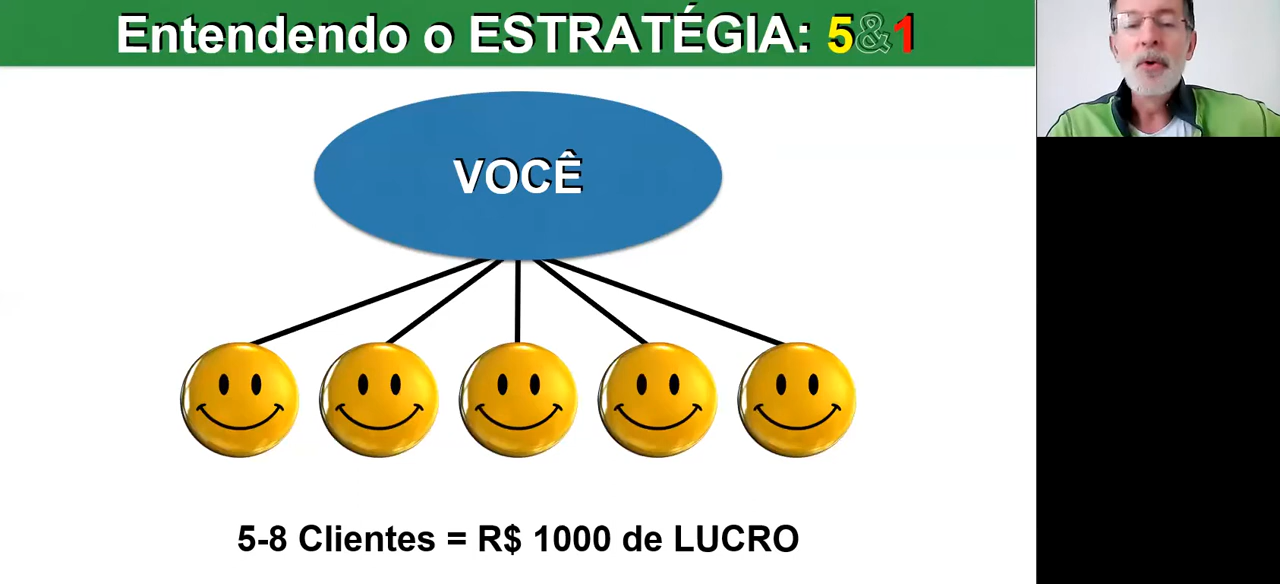 Entendendo o ESTRATÉGIA: 5&1
VOCÊ
5-8 Clientes = R$ 1000 de LUCRO